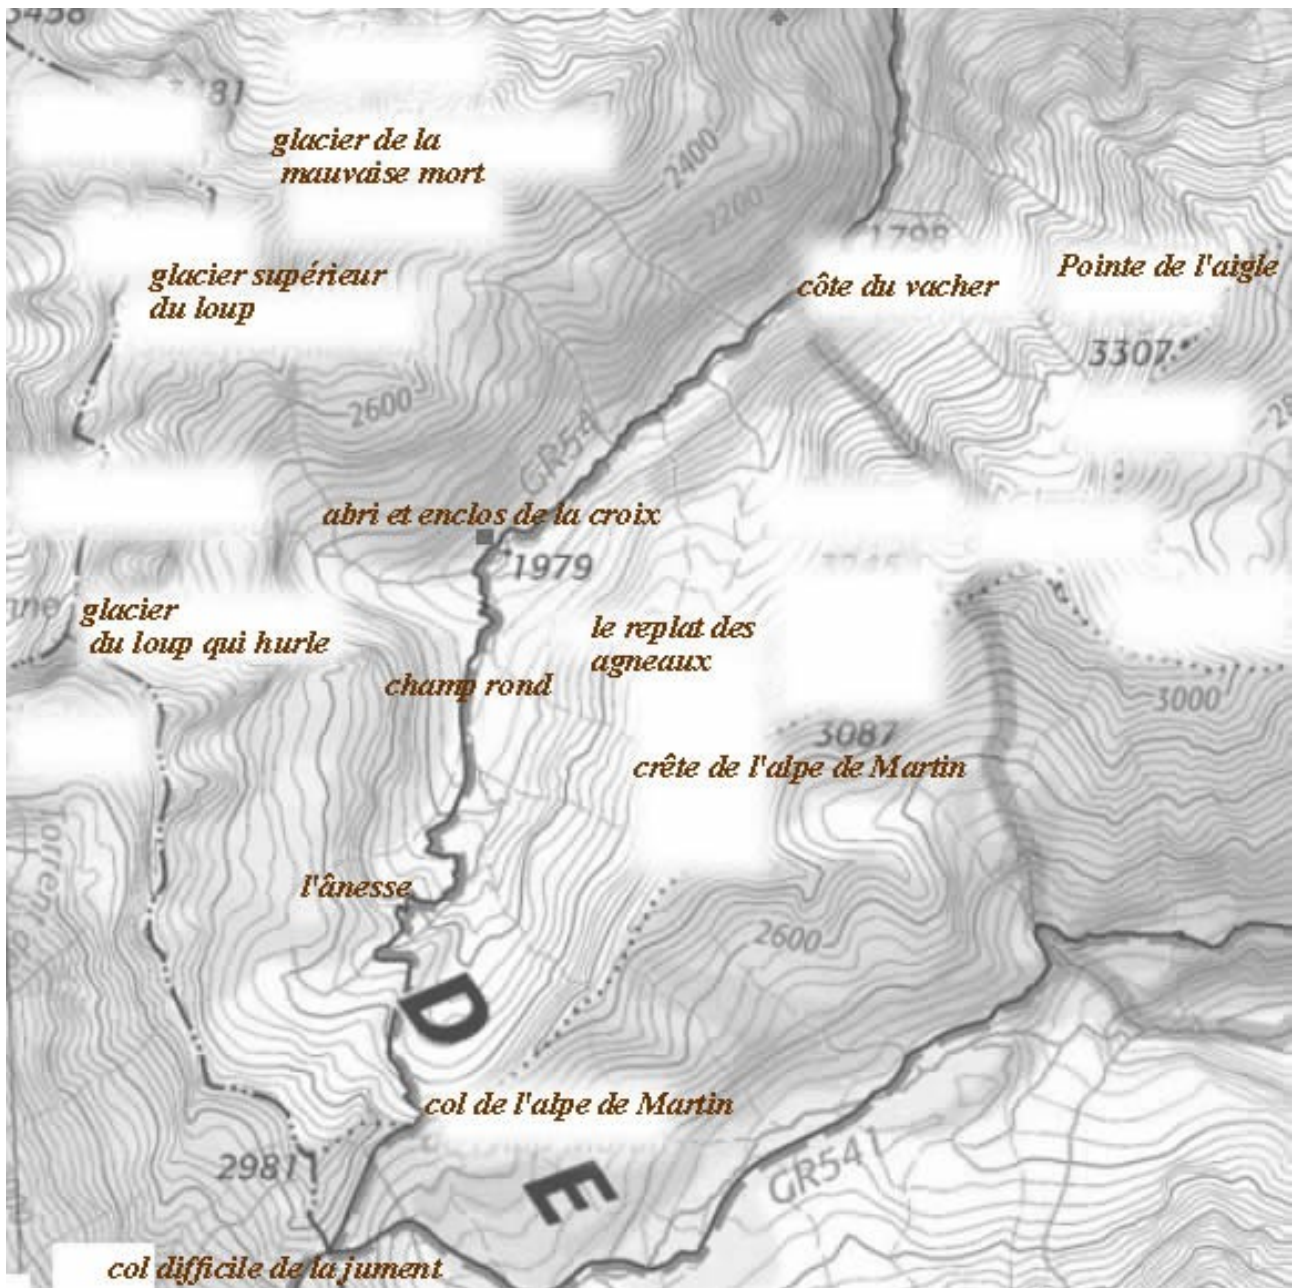 3458
glacier de la
mauvaise mort
2400
2200
1798
glacier supérieur
du loup
côte du vacher
Pointe de l'aigle
3307
2600
GR54
abri et enclos de la croix
1979
glacier
du loup qui hurle
le replat des
agneaux
champ rond
3000
3087
crête de l'alpe de Martin
l'ânesse
2600
D
col de l'alpe de Martin
2981
E
GR541
col difficile de la jument